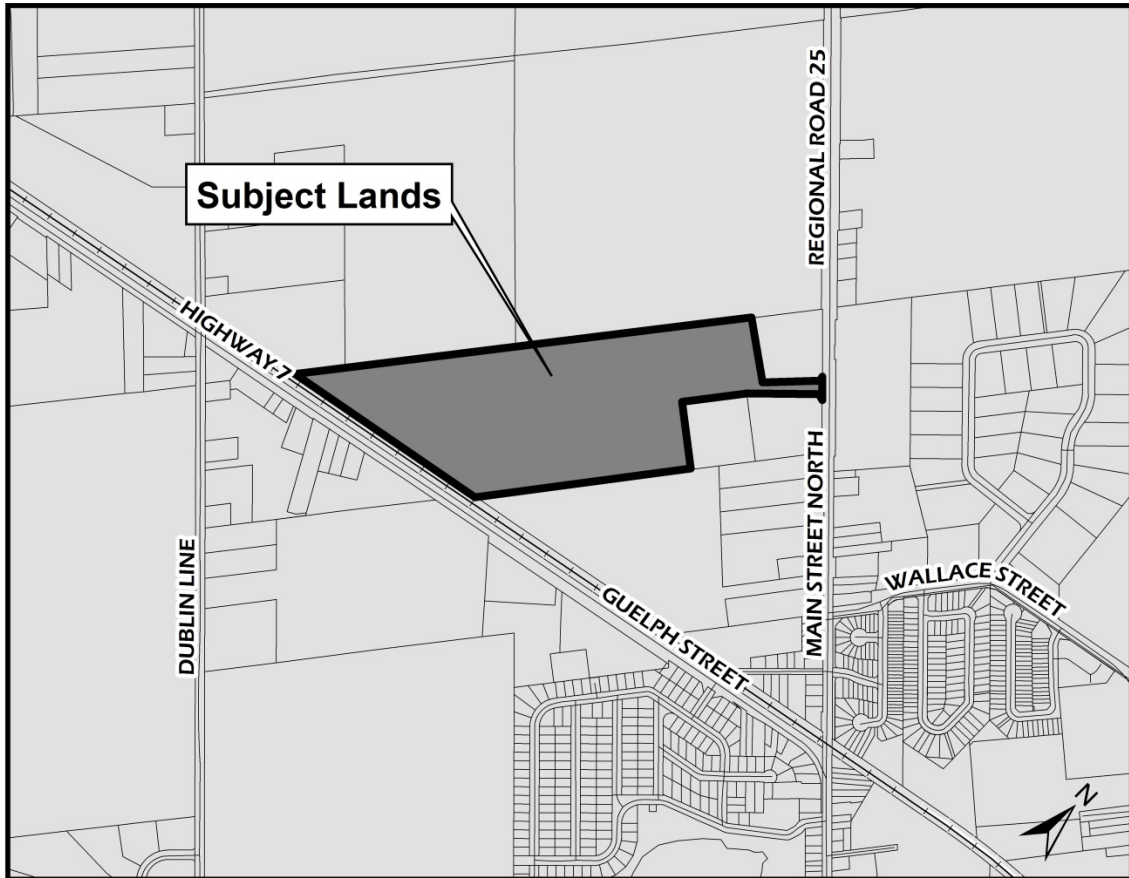 REGIONAL ROAD 25
Subject Lands
HIGHWAY 7
DUBLIN LINE
GUELPH STREET
MAIN STREET NORTH
WALLACE STREET
N